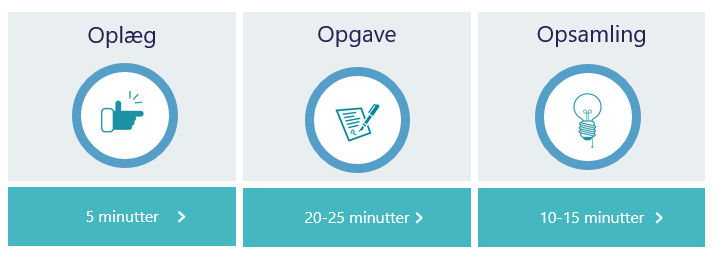 Oplæg
Opgave
Opsamling
5 minutter
20-25 minutter
10-15 minutter